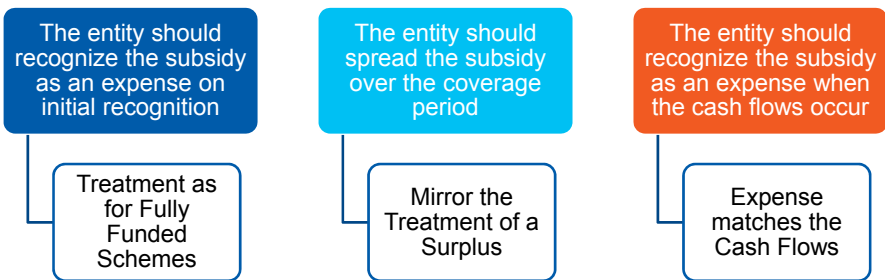 The entity should
recognize the subsidy
as an expense on
initial recognition
Treatment as
for Fully
Funded
Schemes
The entity should
spread the subsidy
over the coverage
period
Mirror the
Treatment of a
Surplus
The entity should
recognize the subsidy
as an expense when
the cash flows occur
Expense
matches the
Cash Flows